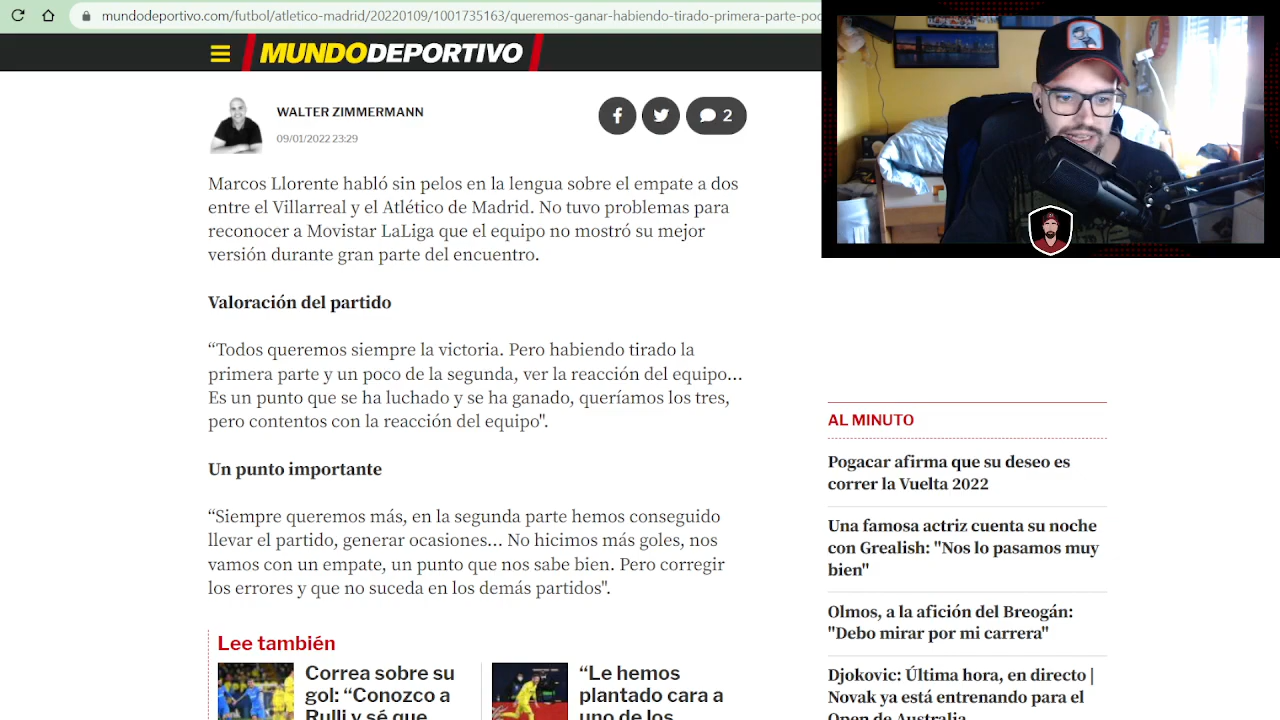 mundodeportivo.com/futbol/atletico-madrid/20220109/1001735163/queremos-ganar-habiendo-tirado-primera-parte-poc
MUNDODEPORTIVO
WALTER ZIMMERMANN
09/01/2022 23:29
2
Marcos Llorente habló sin pelos en la lengua sobre el empate a dos
entre el Villarreal y el Atlético de Madrid. No tuvo problemas para
reconocer a Movistar LaLiga que el equipo no mostró su mejor
versión durante gran parte del encuentro.
Valoración del partido
“Todos queremos siempre la victoria. Pero habiendo tirado la
primera parte y un poco de la segunda, ver la reacción del equipo...
Es un punto que se ha luchado y se ha ganado, queríamos los tres,
pero contentos con la reacción del equipo".
Un punto importante
“Siempre queremos más, en la segunda parte hemos conseguido
llevar el partido, generar ocasiones... No hicimos más goles, nos
vamos con un empate, un punto que nos sabe bien. Pero corregir
los errores y que no suceda en los demás partidos".
Lee también
Correa sobre su
gol: “Conozco a
Rulli y sé que
“Le hemos
plantado cara a
uno de los
AL MINUTO
Pogacar afirma que su deseo es
correr la Vuelta 2022
Una famosa actriz cuenta su noche
con Grealish: "Nos lo pasamos muy
bien"
Olmos, a la afición del Breogán:
"Debo mirar por mi carrera"
Djokovic: Última hora, en directo |
Novak ya está entrenando para el
Open de Australia